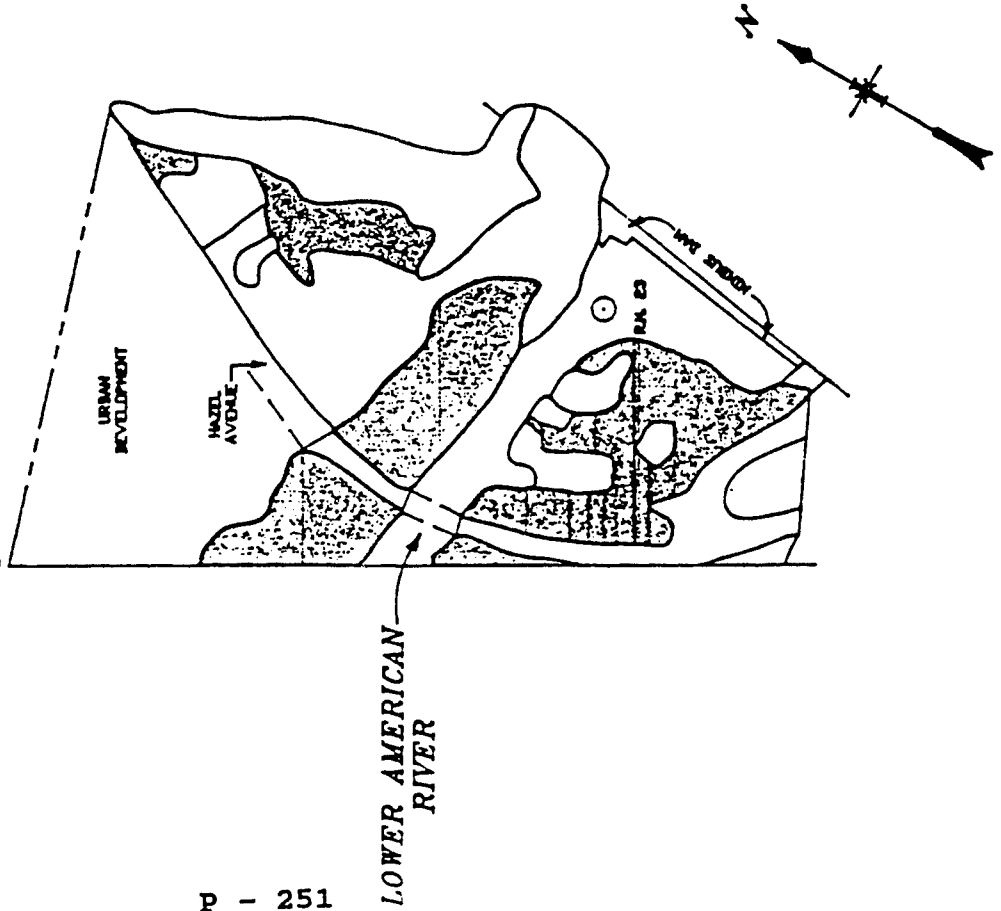 N
URBAN
DEVELOPMENT
HAZEL
AVENUE
NIMBUS DAM
R.M. 23
LOWER AMERICAN
RIVER
P - 251